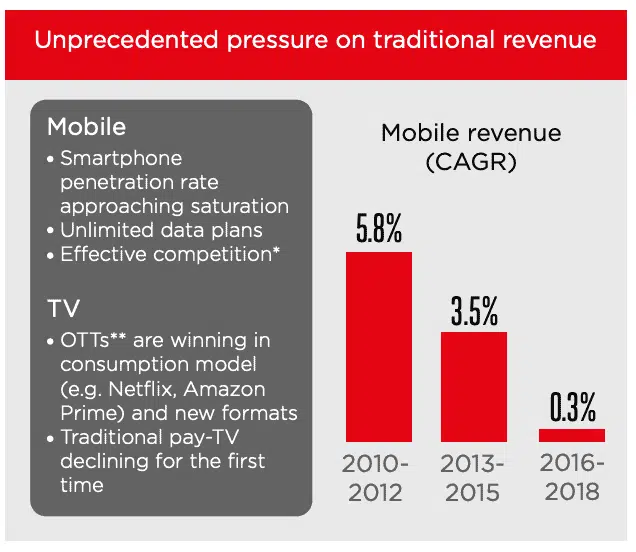 Unprecedented pressure on traditional revenue
Mobile
• Smartphone
penetration rate
approaching saturation
• Unlimited data plans
• Effective competition*
TV
• OTTs** are winning in
consumption model
(e.g. Netflix, Amazon
Prime) and new formats
• Traditional pay-TV
declining for the first
time
Mobile revenue
(CAGR)
5.8%
3.5%
0.3%
2010-
2012
2013-
2015
2016-
2018